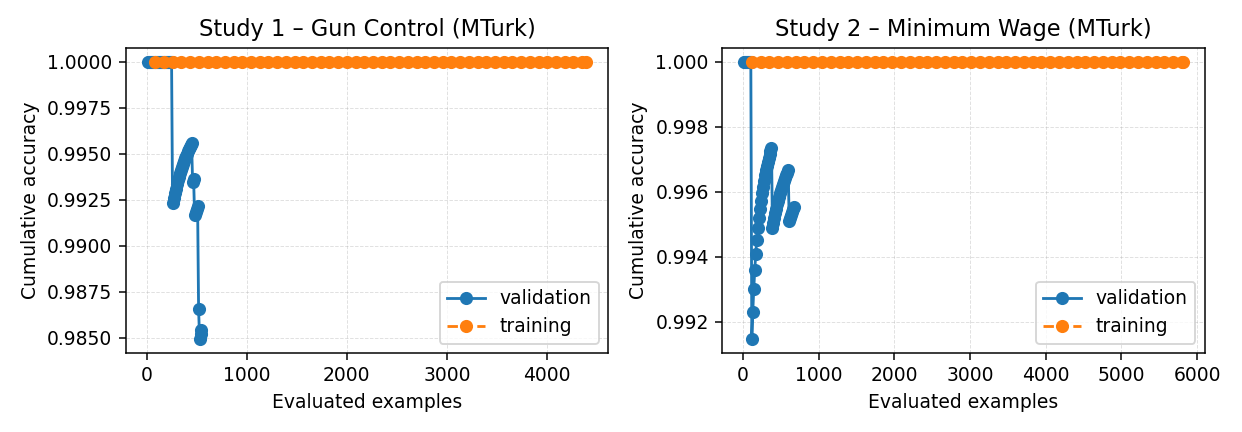 Study 1 – Gun Control (MTurk)
Cumulative accuracy
1.0000
0.9975
0.9950
0.9925
0.9900
0.9875
0.9850
validation
training
0 1000 2000 3000 4000
Evaluated examples
Study 2 – Minimum Wage (MTurk)
Cumulative accuracy
1.000
0.998
0.996
0.994
0.992
validation
training
0 1000 2000 3000 4000 5000 6000
Evaluated examples